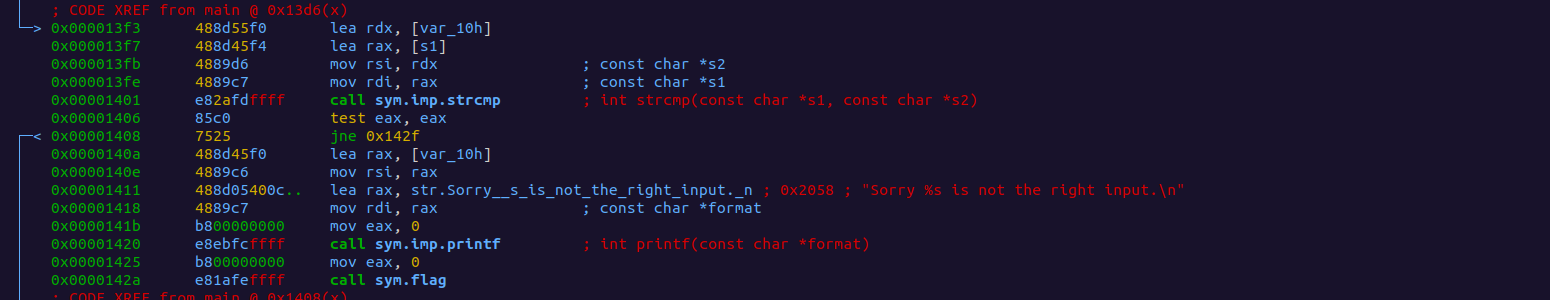 ; CODE XREF from main @ 0x13d6(x)
> 0x000013f3 488d55f0 lea rdx, [var_10h]
0x000013f7 488d45f4 lea rax, [s1]
0x000013fb 4889d6 mov rsi, rdx ; const char *s2
0x000013fe 4889c7 mov rdi, rax ; const char *s1
0x00001401 e82afdffff call sym.imp.strcmp ; int strcmp(const char *s1, const char *s2)
0x00001406 85c0 test eax, eax
< 0x00001408 7525 jne 0x142f
0x0000140a 488d45f0 lea rax, [var_10h]
0x0000140e 4889c6 mov rsi, rax
0x00001411 488d05400c.. lea rax, str.Sorry__s_is_not_the_right_input._n ; 0x2058 ; "Sorry %s is not the right input.\n"
0x00001418 4889c7 mov rdi, rax ; const char *format
0x0000141b b800000000 mov eax, 0
0x00001420 e8ebfcffff call sym.imp.printf ; int printf(const char *format)
0x00001425 b800000000 mov eax, 0
0x0000142a e81afeffff call sym.flag
; CODE XREF from main @ 0x1408(x)